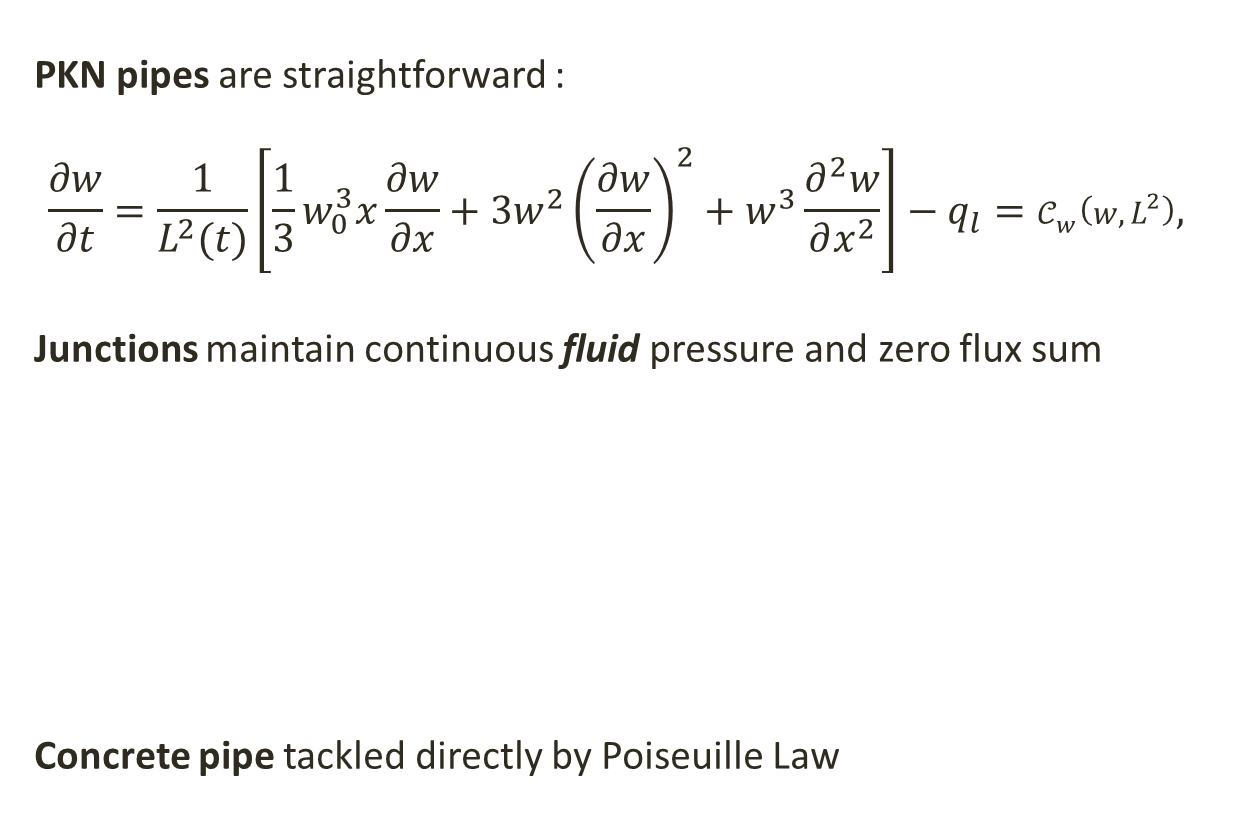 PKN pipes are straightforward :
∂w/∂t = 1/L²(t) [1/3 w₀³ x ∂w/∂x + 3w² (∂w/∂x)² + w³ ∂²w/∂x²] − qₗ = 𝒞_w(w, L²),
Junctions maintain continuous fluid pressure and zero flux sum
Concrete pipe tackled directly by Poiseuille Law